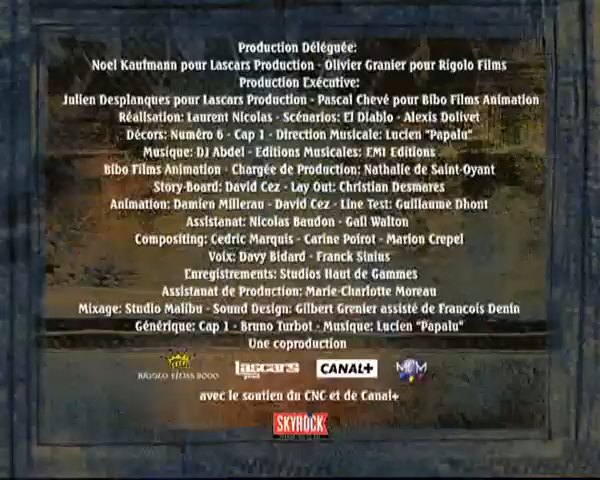 Production Déléguée:
Noel Kaufmann pour Lascars Production - Olivier Granier pour Rigolo Films
Production Exécutive:
Julien Desplanques pour Lascars Production - Pascal Chevé pour Bibo Films Animation
Réalisation: Laurent Nicolas - Scénarios: El Diablo - Alexis Dolivet
Décors: Numéro 6 - Cap 1 - Direction Musicale: Lucien "Papalu"
Musique: DJ Abdel - Editions Musicales: EMI Editions
Bibo Films Animation - Chargée de Production: Nathalie de Saint-Oyant
Story-Board: David Cez - Lay Out: Christian Desmares
Animation: Damien Millerau - David Cez - Line Test: Guillaume Dhont
Assistanat: Nicolas Baudon - Gall Walton
Compositing: Cedric Marquis - Carine Poirot - Marion Crepel
Voix: Davy Bidard - Franck Sinius
Enregistrements: Studios Haut de Gammes
Assistanat de Production: Marie-Charlotte Moreau
Mixage: Studio Malibu - Sound Design: Gilbert Grenier assisté de François Denin
Générique: Cap 1 - Bruno Turbot - Musique: Lucien "Papalu"
Une coproduction
RIGOLO FILMS 2000 lascars prod CANAL+ MCM
avec le soutien du CNC et de Canal+
SKYROCK